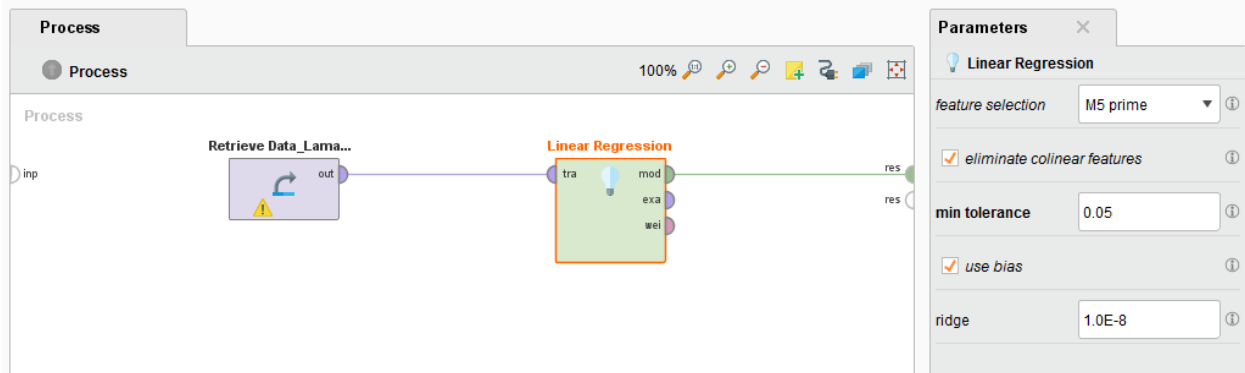 Process
Process
100%
Process
inp
Retrieve Data_Lama...
out
Linear Regression
tra
mod
exa
wei
res
res
Parameters
Linear Regression
feature selection
M5 prime
eliminate colinear features
min tolerance
0.05
use bias
ridge
1.0E-8